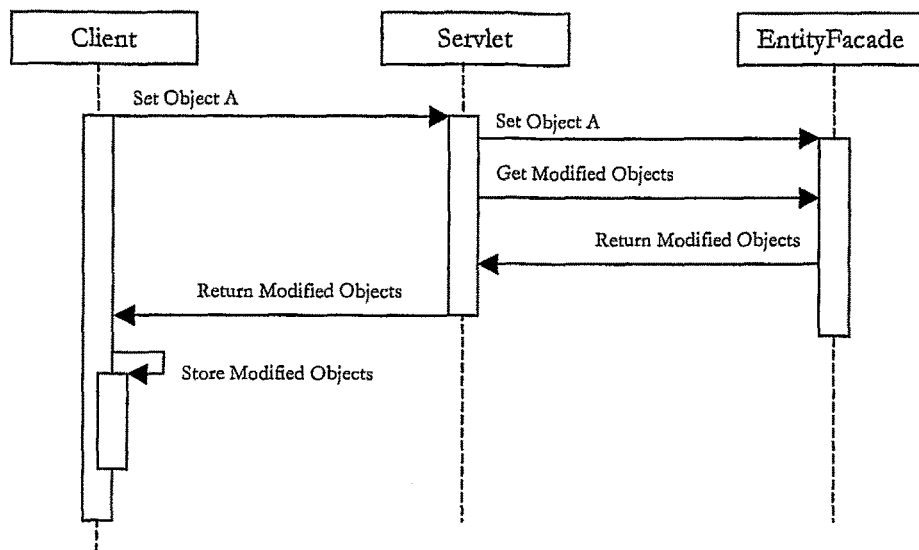 Client
Servlet
EntityFacade
Set Object A
Set Object A
Get Modified Objects
Return Modified Objects
Return Modified Objects
Store Modified Objects